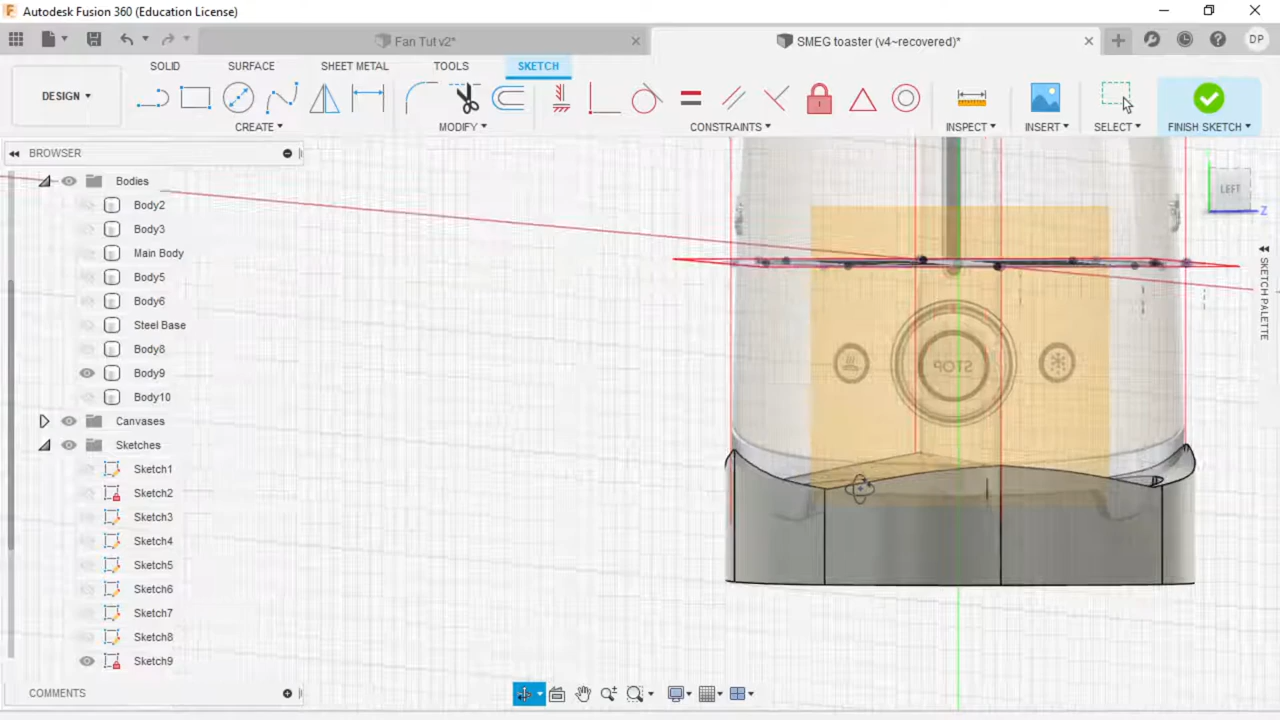 Autodesk Fusion 360 (Education License)
Fan Tut v2*
SMEG toaster (v4~recovered)*
DP
SOLID SURFACE SHEET METAL TOOLS SKETCH
DESIGN
CREATE MODIFY CONSTRAINTS INSPECT INSERT SELECT FINISH SKETCH
BROWSER
Bodies
Body2
Body3
Main Body
Body5
Body6
Steel Base
Body8
Body9
Body10
Canvases
Sketches
Sketch1
Sketch2
Sketch3
Sketch4
Sketch5
Sketch6
Sketch7
Sketch8
Sketch9
COMMENTS
LEFT
Z
SKETCH PALETTE
STOP